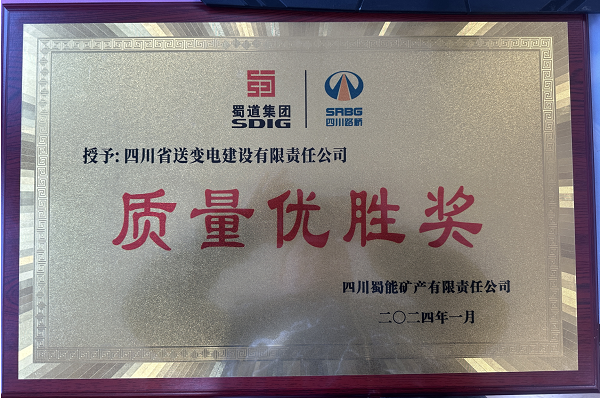 蜀道集团
SDIG
SRBG
四川路桥
授予: 四川省送变电建设有限责任公司
质量优胜奖
四川蜀能矿产有限责任公司
二〇二四年一月